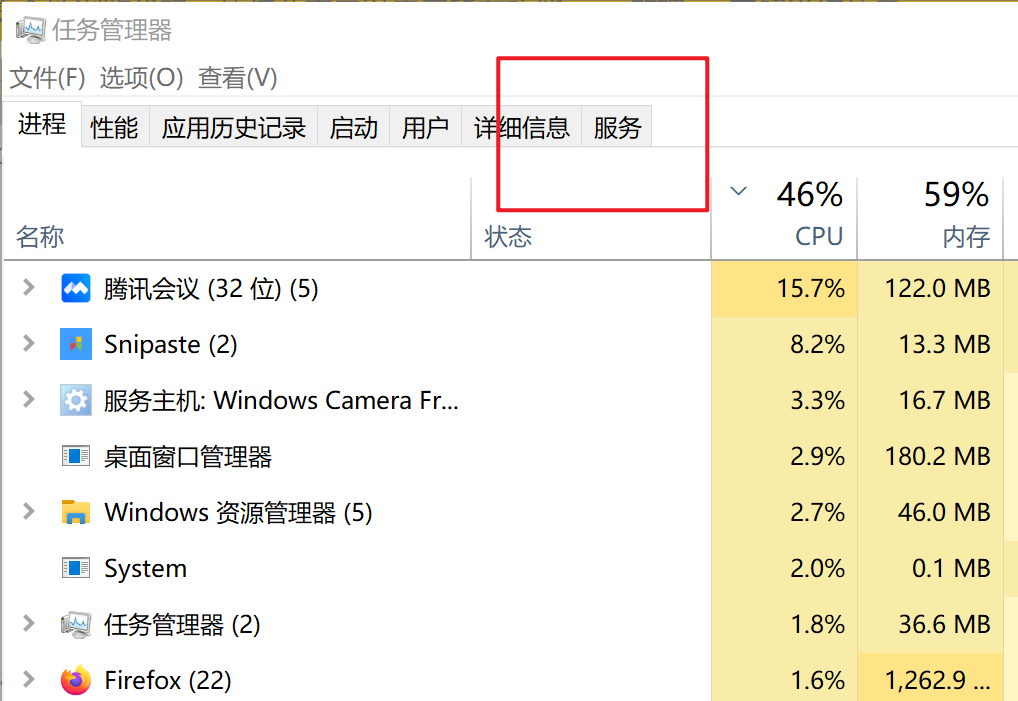 任务管理器
文件(F) 选项(O) 查看(V)
进程 性能 应用历史记录 启动 用户 详细信息 服务
46% 59%
名称 状态 CPU 内存
腾讯会议 (32 位) (5) 15.7% 122.0 MB
Snipaste (2) 8.2% 13.3 MB
服务主机: Windows Camera Fr... 3.3% 16.7 MB
桌面窗口管理器 2.9% 180.2 MB
Windows 资源管理器 (5) 2.7% 46.0 MB
System 2.0% 0.1 MB
任务管理器 (2) 1.8% 36.6 MB
Firefox (22) 1.6% 1,262.9 ...